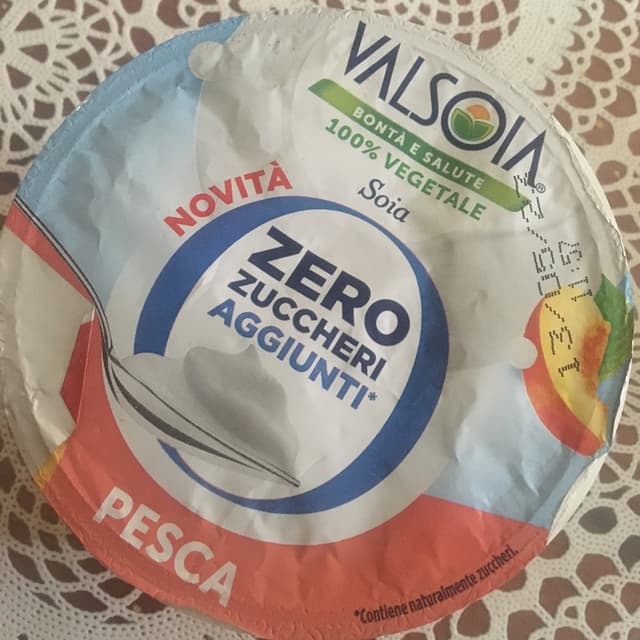 VALSOIA®
BONTÀ E SALUTE
100% VEGETALE
Soia
NOVITÀ
ZERO
ZUCCHERI
AGGIUNTI*
PESCA
*Contiene naturalmente zuccheri.